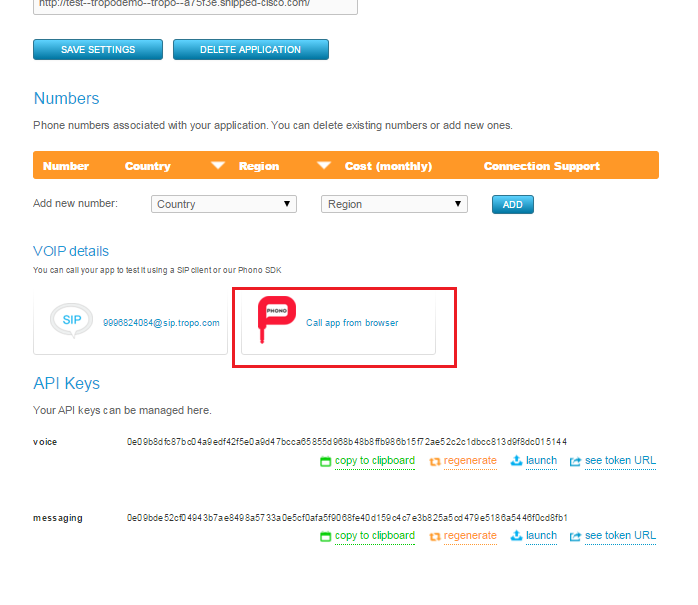 http://test--tropodemo--tropo--a75f3e.shipped-cisco.com/
SAVE SETTINGS DELETE APPLICATION
Numbers
Phone numbers associated with your application. You can delete existing numbers or add new ones.
Number Country Region Cost (monthly) Connection Support
Add new number: Country Region ADD
VOIP details
You can call your app to test it using a SIP client or our Phono SDK
SIP 9996824084@sip.tropo.com PHONO Call app from browser
API Keys
Your API keys can be managed here.
voice 0e09b8dfc87bc04a9edf42f5e0a9d47bcca65855d968b48b8ffb986b15f72ae52c2c1dbcc813d9f8dc015144
copy to clipboard regenerate launch see token URL
messaging 0e09bde52cf04943b7ae8498a5733a0e5cf0afa5f9068fe40d159c4c7e3b825a5cd479e5186a5446f0cd8fb1
copy to clipboard regenerate launch see token URL